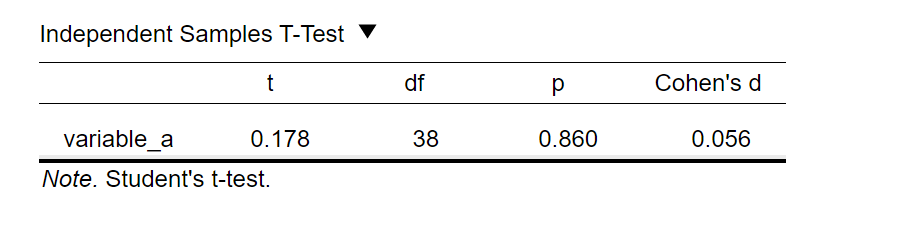 Independent Samples T-Test ▼
t df p Cohen's d
variable_a 0.178 38 0.860 0.056
Note. Student's t-test.